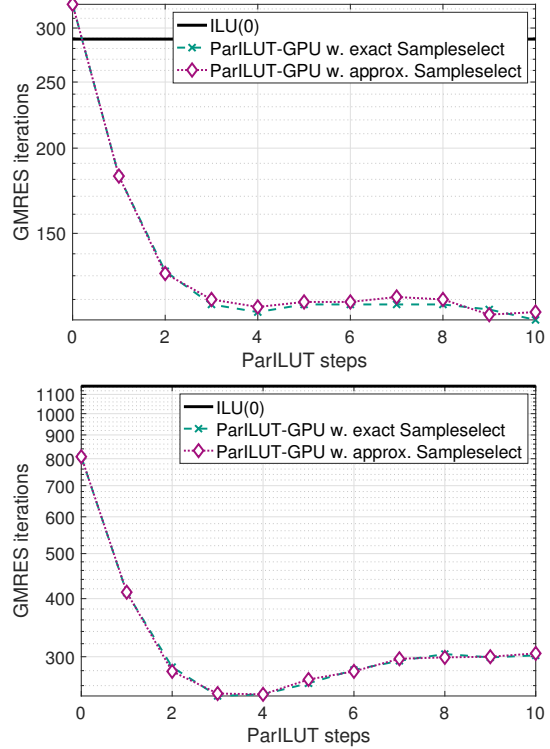 300
200
150
GMRES iterations
ILU(0)
ParILUT-GPU w. exact Sampleselect
ParILUT-GPU w. approx. Sampleselect
0 2 4 6 8 10
ParILUT steps
1100
1000
900
800
700
600
500
400
300
GMRES iterations
ILU(0)
ParILUT-GPU w. exact Sampleselect
ParILUT-GPU w. approx. Sampleselect
0 2 4 6 8 10
ParILUT steps